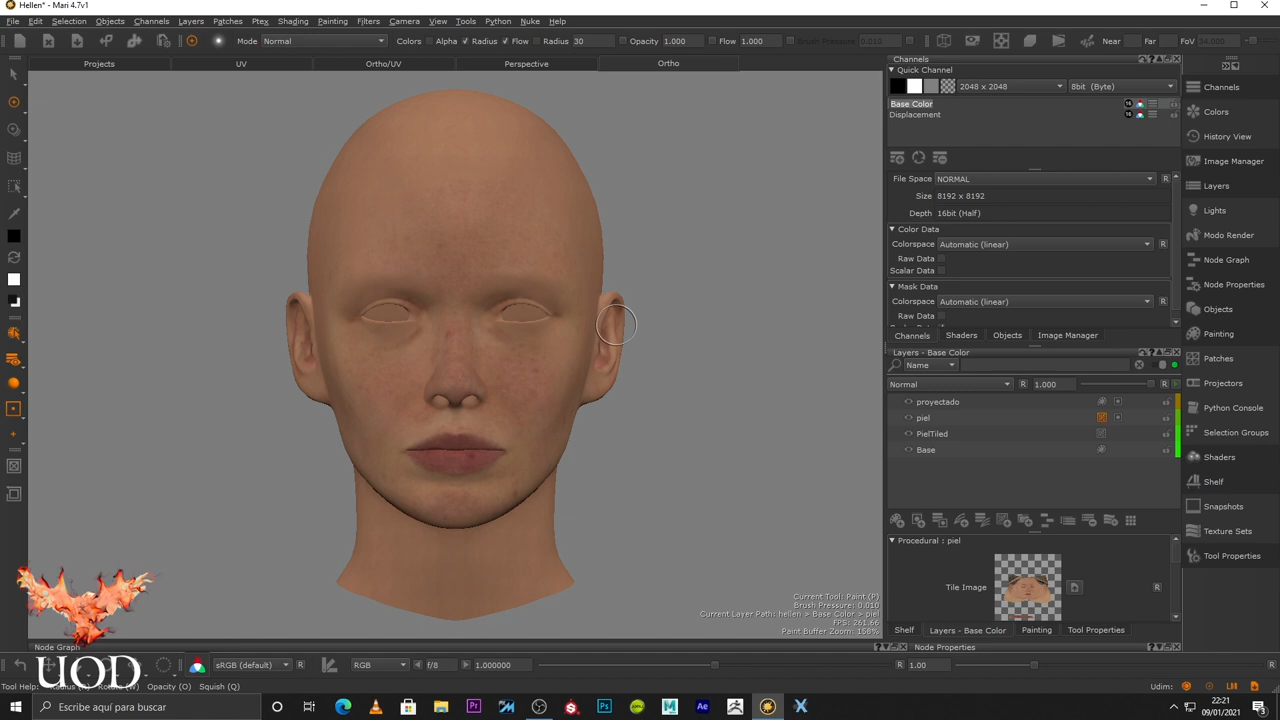 Hellen* - Mari 4.7v1
File Edit Selection Objects Channels Layers Patches Ptex Shading Painting Filters Camera View Tools Python Nuke Help
Mode Normal Colors Alpha Radius Flow Radius 30 Opacity 1.000 Flow 1.000 Brush Pressure 0.010 Near Far FoV 24.000
Projects UV Ortho/UV Perspective Ortho
Channels
Quick Channel
2048 x 2048 8bit (Byte)
Base Color
Displacement
File Space NORMAL R
Size 8192 x 8192
Depth 16bit (Half)
Color Data
Colorspace Automatic (linear) R
Raw Data
Scalar Data
Mask Data
Colorspace Automatic (linear) R
Raw Data
Channels Shaders Objects Image Manager
Layers - Base Color
Name
Normal R 1.000 R
proyectado
piel
PielTiled
Base
Procedural : piel
Tile Image R
Shelf Layers - Base Color Painting Tool Properties
Channels
Colors
History View
Image Manager
Layers
Lights
Modo Render
Node Graph
Node Properties
Objects
Painting
Patches
Projectors
Python Console
Selection Groups
Shaders
Shelf
Snapshots
Texture Sets
Tool Properties
Current Tool: Paint (P)
Brush Pressure: 0.010
Current Layer Path: hellen > Base Color > piel
FPS: 261.66
Paint Buffer Zoom: 158%
Node Graph Node Properties
UOD
sRGB (default) R RGB f/8 1.000000 R 1.00 R
Tool Help: Rotate (W) Opacity (O) Squish (Q) Udim: LM
Escribe aquí para buscar
22:21
09/01/2021